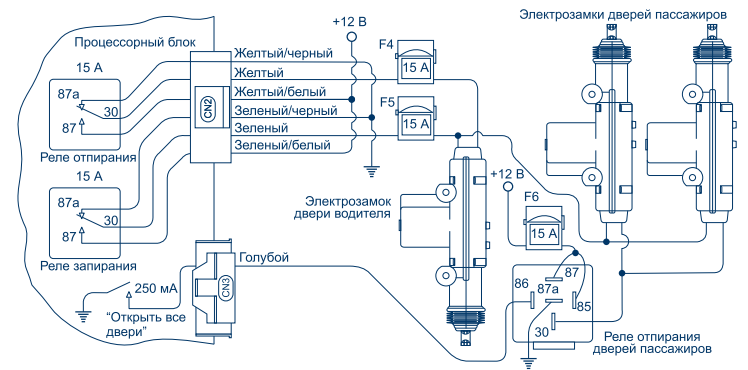 Электрозамки дверей пассажиров
+12 В
F4
Процессорный блок
Желтый/черный
15 А
15 А
Желтый
87а
30
87
CN2
Желтый/белый
F5
Зеленый/черный
15 А
Зеленый
Реле отпирания
Зеленый/белый
15 А
+12 В
F6
87а
30
87
Электрозамок
двери водителя
15 А
Реле запирания
Голубой
CN3
250 мА
87
86
87а
85
30
“Открыть все
двери”
Реле отпирания
дверей пассажиров